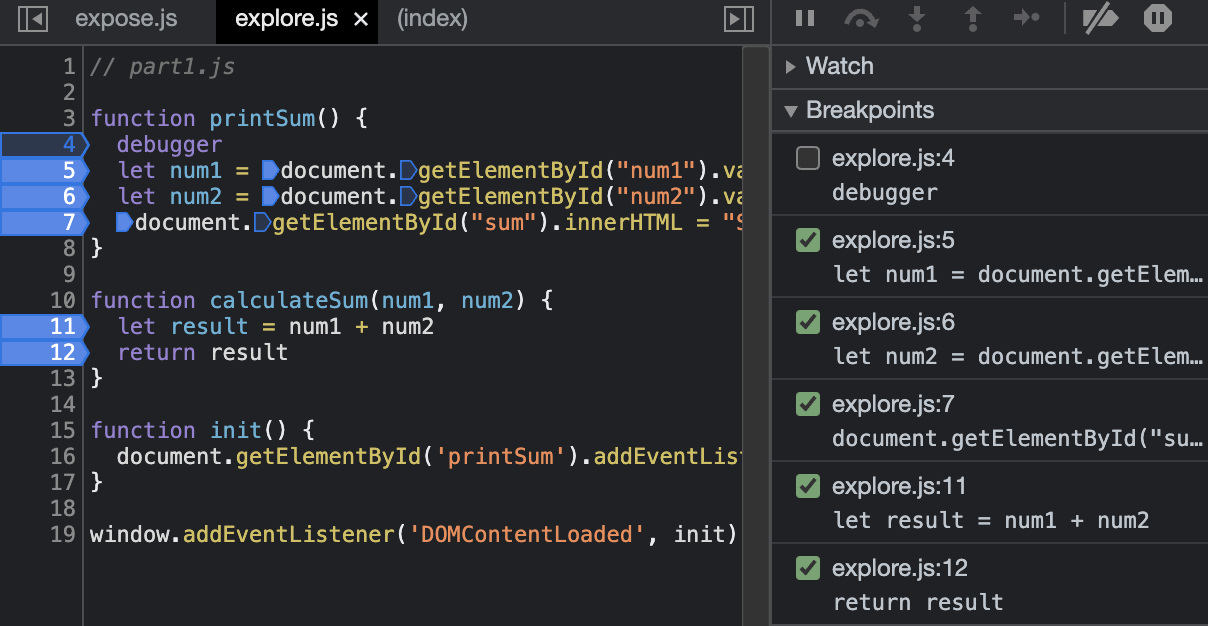 expose.js explore.js × (index)
1 // part1.js
2
3 function printSum() {
4 debugger
5 let num1 = document.getElementById("num1").va
6 let num2 = document.getElementById("num2").va
7 document.getElementById("sum").innerHTML = "S
8 }
9
10 function calculateSum(num1, num2) {
11 let result = num1 + num2
12 return result
13 }
14
15 function init() {
16 document.getElementById('printSum').addEventList
17 }
18
19 window.addEventListener('DOMContentLoaded', init)
Watch
Breakpoints
explore.js:4
debugger
explore.js:5
let num1 = document.getElem…
explore.js:6
let num2 = document.getElem…
explore.js:7
document.getElementById("su…
explore.js:11
let result = num1 + num2
explore.js:12
return result